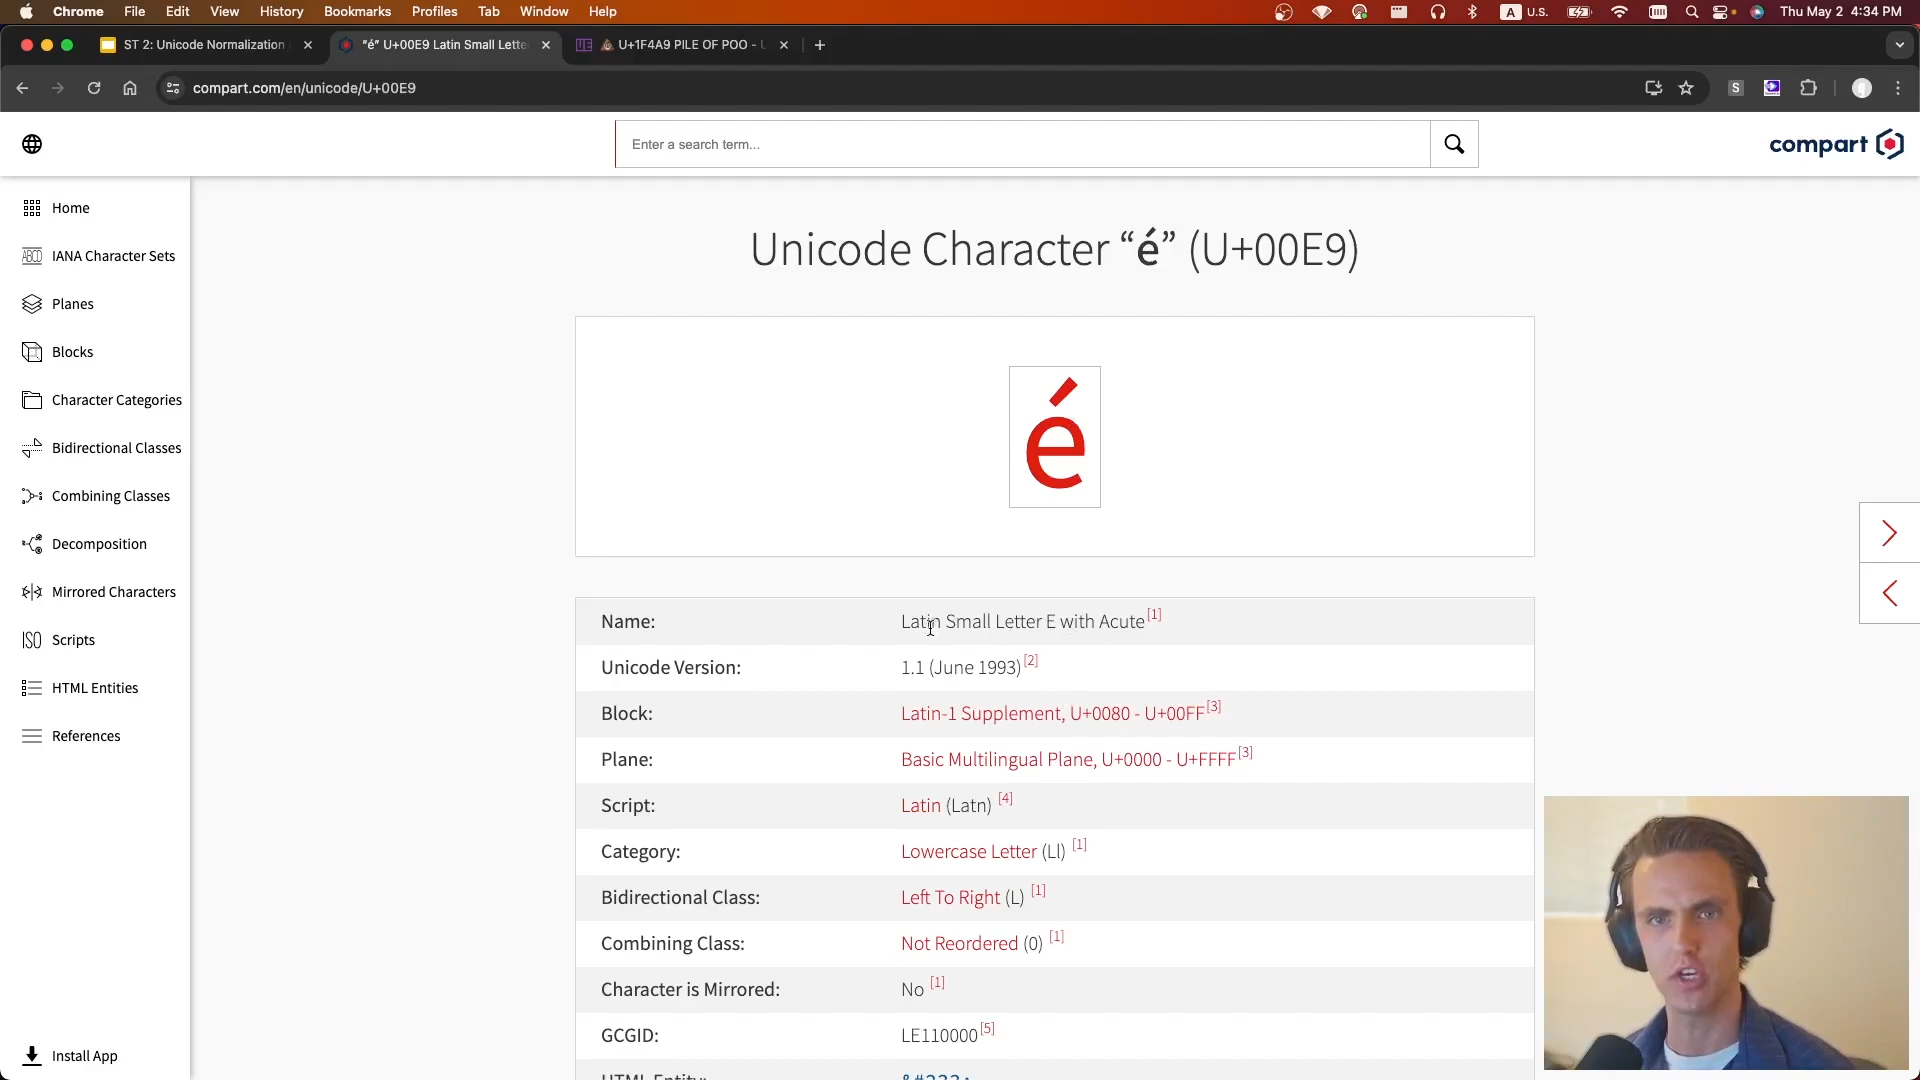 Chrome File Edit View History Bookmarks Profiles Tab Window Help A U.S. Thu May 2 4:34 PM
ST 2: Unicode Normalization "é" U+00E9 Latin Small Lette 💩 U+1F4A9 PILE OF POO -
compart.com/en/unicode/U+00E9 S
Enter a search term...
compart
Home
IANA Character Sets
Planes
Blocks
Character Categories
Bidirectional Classes
Combining Classes
Decomposition
Mirrored Characters
ISO Scripts
HTML Entities
References
Install App
Unicode Character “é” (U+00E9)
é
Name: Latin Small Letter E with Acute[1]
Unicode Version: 1.1 (June 1993)[2]
Block: Latin-1 Supplement, U+0080 - U+00FF[3]
Plane: Basic Multilingual Plane, U+0000 - U+FFFF[3]
Script: Latin (Latn) [4]
Category: Lowercase Letter (Ll) [1]
Bidirectional Class: Left To Right (L) [1]
Combining Class: Not Reordered (0) [1]
Character is Mirrored: No [1]
GCGID: LE110000[5]
HTML Entity: &#233;